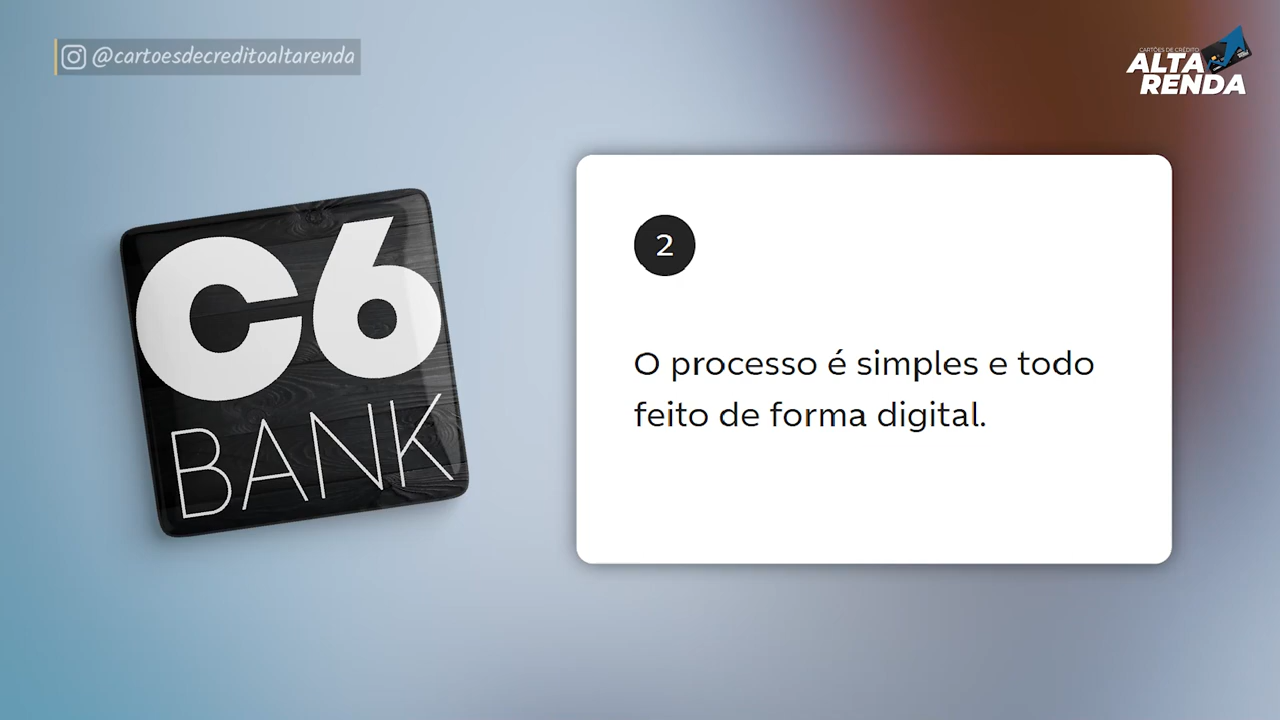 @cartoesdecreditoaltarenda
CARTÕES DE CRÉDITO
ALTA
RENDA
C6
BANK
2
O processo é simples e todo
feito de forma digital.